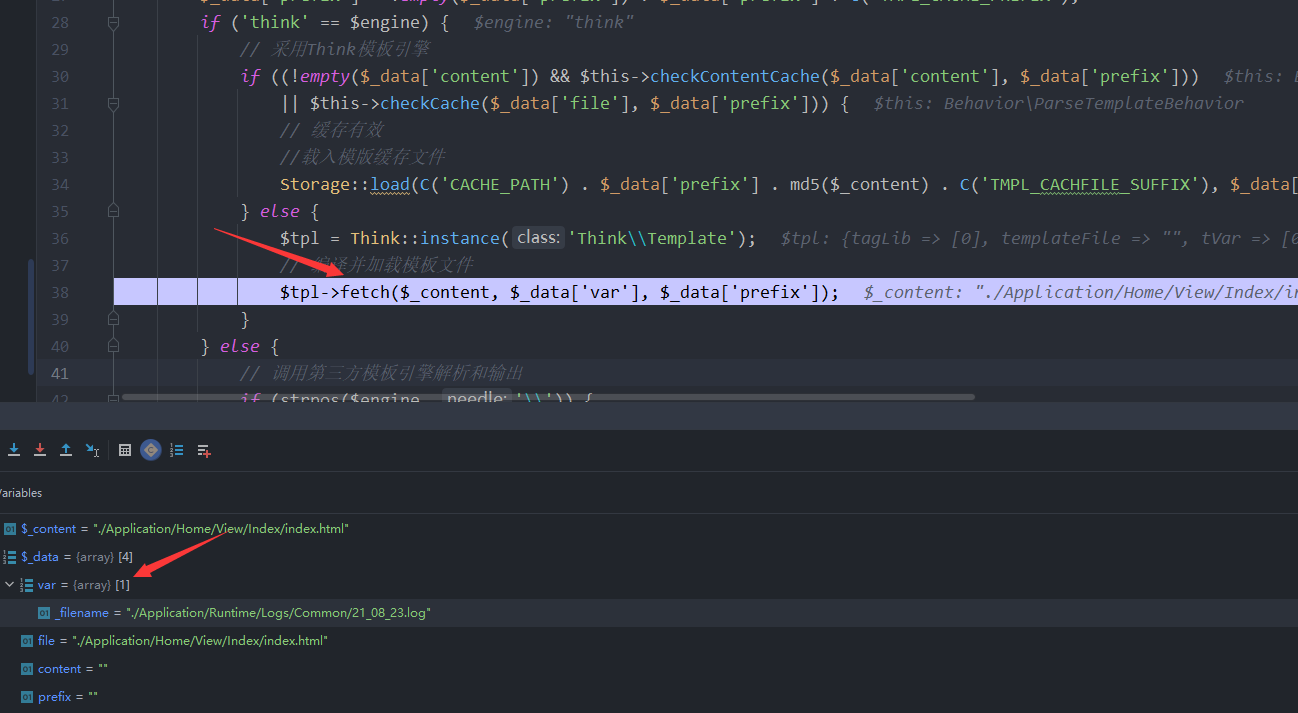 28 if ('think' == $engine) { $engine: "think"
29 // 采用Think模板引擎
30 if ((!empty($_data['content']) && $this->checkContentCache($_data['content'], $_data['prefix'])) $this:
31 || $this->checkCache($_data['file'], $_data['prefix'])) { $this: Behavior\ParseTemplateBehavior
32 // 缓存有效
33 //载入模版缓存文件
34 Storage::load(C('CACHE_PATH') . $_data['prefix'] . md5($_content) . C('TMPL_CACHFILE_SUFFIX'), $_data[
35 } else {
36 $tpl = Think::instance( class: 'Think\\Template'); $tpl: {tagLib => [0], templateFile => "", tVar => [0
37 // 编译并加载模板文件
38 $tpl->fetch($_content, $_data['var'], $_data['prefix']); $_content: "./Application/Home/View/Index/in
39 }
40 } else {
41 // 调用第三方模板引擎解析和输出
42 if (strpos($engine, needle: '\\')) {
Variables
$_content = "./Application/Home/View/Index/index.html"
$_data = {array} [4]
var = {array} [1]
_filename = "./Application/Runtime/Logs/Common/21_08_23.log"
file = "./Application/Home/View/Index/index.html"
content = ""
prefix = ""